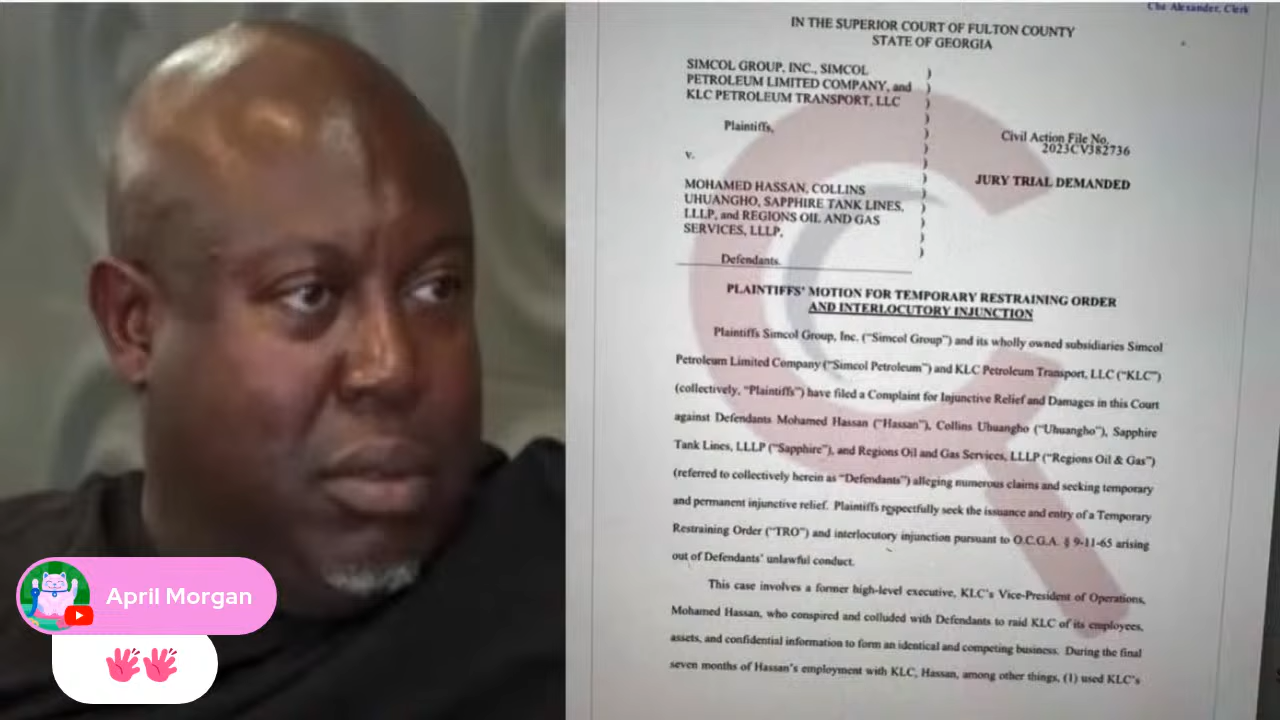 Che Alexander, Clerk
IN THE SUPERIOR COURT OF FULTON COUNTY
STATE OF GEORGIA
SIMCOL GROUP, INC., SIMCOL
PETROLEUM LIMITED COMPANY, and
KLC PETROLEUM TRANSPORT, LLC
Plaintiffs,
v.
MOHAMED HASSAN, COLLINS
UHUANGHO, SAPPHIRE TANK LINES,
LLLP, and REGIONS OIL AND GAS
SERVICES, LLLP,
Defendants.
)
)
)
)
)
)
)
)
)
)
)
)
)
Civil Action File No.
2023CV382736
JURY TRIAL DEMANDED
PLAINTIFFS' MOTION FOR TEMPORARY RESTRAINING ORDER
AND INTERLOCUTORY INJUNCTION
Plaintiffs Simcol Group, Inc. ("Simcol Group") and its wholly owned subsidiaries Simcol
Petroleum Limited Company ("Simcol Petroleum") and KLC Petroleum Transport, LLC ("KLC")
(collectively, "Plaintiffs") have filed a Complaint for Injunctive Relief and Damages in this Court
against Defendants Mohamed Hassan ("Hassan"), Collins Uhuangho ("Uhuangho"), Sapphire
Tank Lines, LLLP ("Sapphire"), and Regions Oil and Gas Services, LLLP ("Regions Oil & Gas")
(referred to collectively herein as "Defendants") alleging numerous claims and seeking temporary
and permanent injunctive relief. Plaintiffs respectfully seek the issuance and entry of a Temporary
Restraining Order ("TRO") and interlocutory injunction pursuant to O.C.G.A. § 9-11-65 arising
out of Defendants' unlawful conduct.
This case involves a former high-level executive, KLC's Vice-President of Operations,
Mohamed Hassan, who conspired and colluded with Defendants to raid KLC of its employees,
assets, and confidential information to form an identical and competing business. During the final
seven months of Hassan's employment with KLC, Hassan, among other things, (1) used KLC's
April Morgan